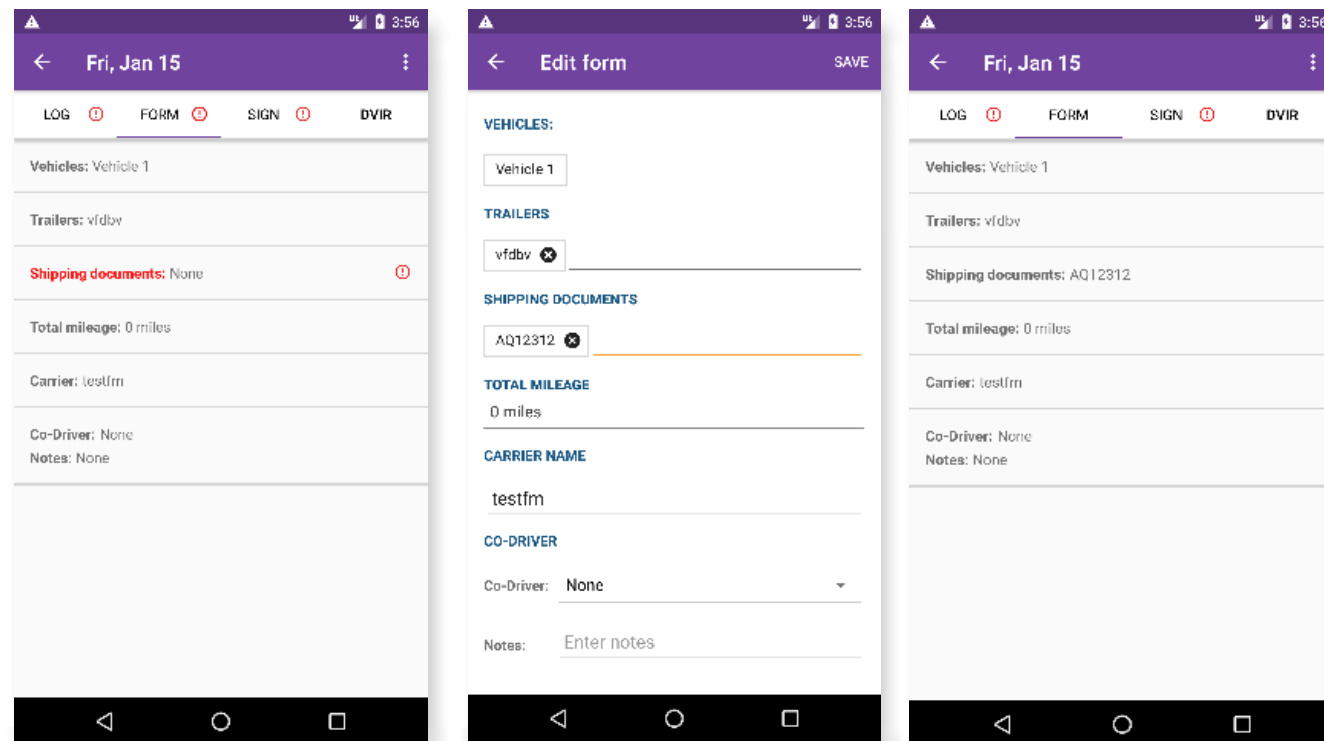 3:56
Fri, Jan 15
LOG FORM SIGN DVIR
Vehicles: Vehicle 1
Trailers: vfdbv
Shipping documents: None
Total mileage: 0 miles
Carrier: testfm
Co-Driver: None
Notes: None
3:56
Edit form SAVE
VEHICLES:
Vehicle 1
TRAILERS
vfdbv
SHIPPING DOCUMENTS
AQ12312
TOTAL MILEAGE
0 miles
CARRIER NAME
testfm
CO-DRIVER
Co-Driver: None
Notes: Enter notes
3:56
Fri, Jan 15
LOG FORM SIGN DVIR
Vehicles: Vehicle 1
Trailers: vfdbv
Shipping documents: AQ12312
Total mileage: 0 miles
Carrier: testfm
Co-Driver: None
Notes: None